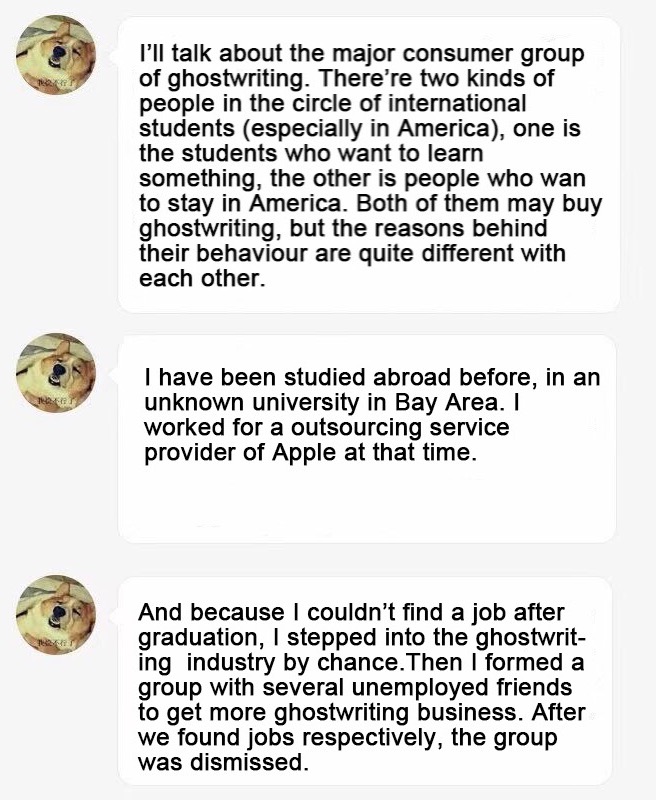 I’ll talk about the major consumer group
of ghostwriting. There’re two kinds of
people in the circle of international
students (especially in America), one is
the students who want to learn
something, the other is people who wan
to stay in America. Both of them may buy
ghostwriting, but the reasons behind
their behaviour are quite different with
each other.
I have been studied abroad before, in an
unknown university in Bay Area. I
worked for a outsourcing service
provider of Apple at that time.
And because I couldn’t find a job after
graduation, I stepped into the ghostwrit-
ing  industry by chance.Then I formed a
group with several unemployed friends
to get more ghostwriting business. After
we found jobs respectively, the group
was dismissed.